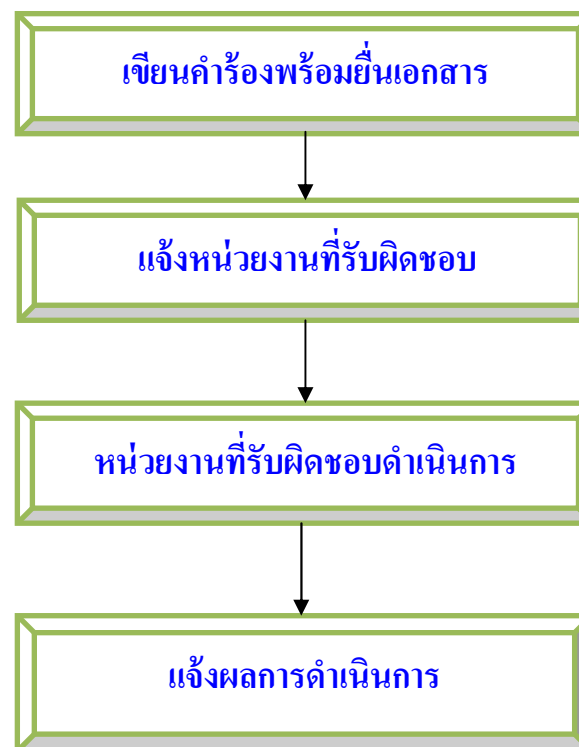 เขียนคำร้องพร้อมยื่นเอกสาร
แจ้งหน่วยงานที่รับผิดชอบ
หน่วยงานที่รับผิดชอบดำเนินการ
แจ้งผลการดำเนินการ